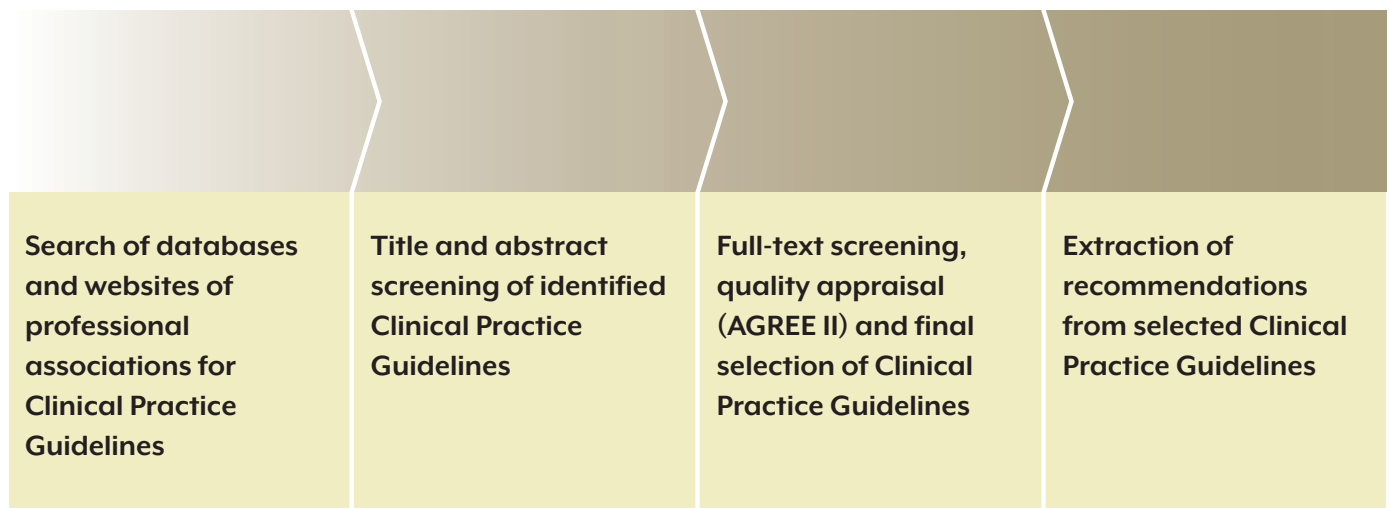 Search of databases
and websites of
professional
associations for
Clinical Practice
Guidelines
Title and abstract
screening of identified
Clinical Practice
Guidelines
Full-text screening,
quality appraisal
(AGREE II) and final
selection of Clinical
Practice Guidelines
Extraction of
recommendations
from selected Clinical
Practice Guidelines